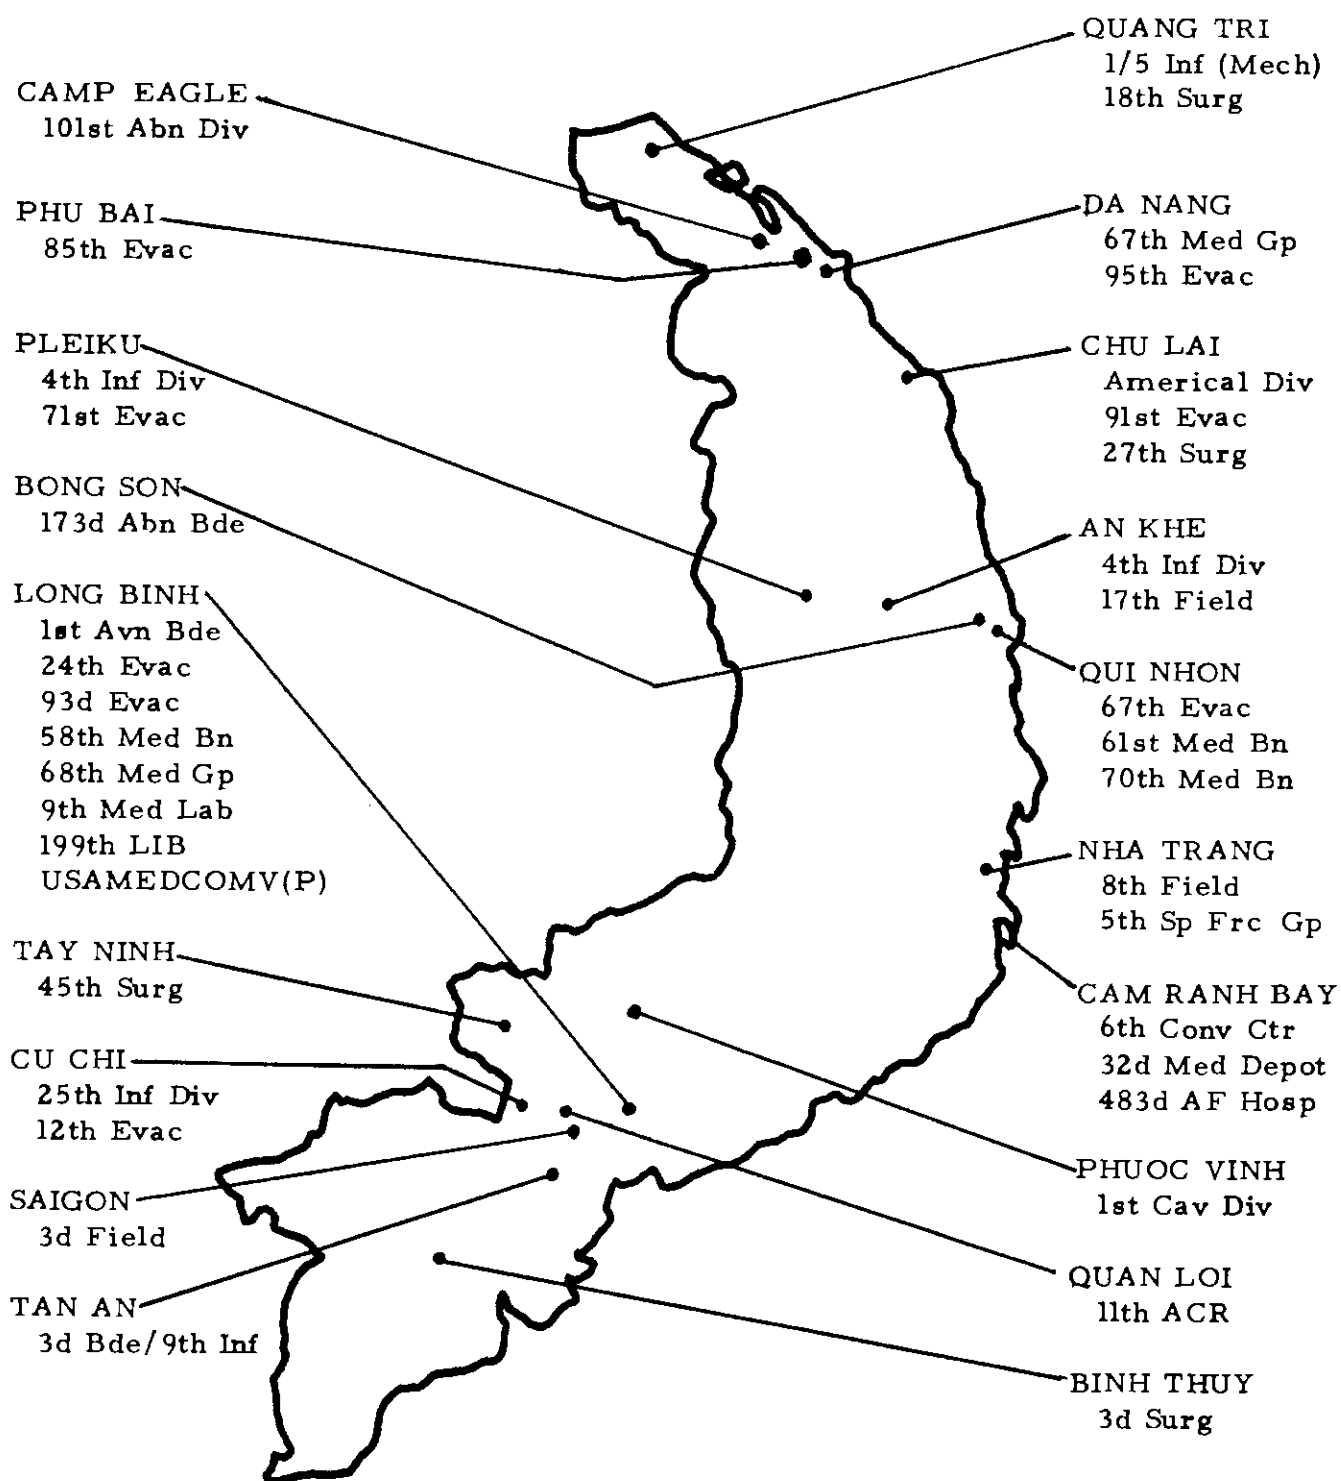 CAMP EAGLE
101st Abn Div
PHU BAI
85th Evac
PLEIKU
4th Inf Div
71st Evac
BONG SON
173d Abn Bde
LONG BINH
1st Avn Bde
24th Evac
93d Evac
58th Med Bn
68th Med Gp
9th Med Lab
199th LIB
USAMEDCOMV(P)
TAY NINH
45th Surg
CU CHI
25th Inf Div
12th Evac
SAIGON
3d Field
TAN AN
3d Bde/9th Inf
QUANG TRI
1/5 Inf (Mech)
18th Surg
DA NANG
67th Med Gp
95th Evac
CHU LAI
Americal Div
91st Evac
27th Surg
AN KHE
4th Inf Div
17th Field
QUI NHON
67th Evac
61st Med Bn
70th Med Bn
NHA TRANG
8th Field
5th Sp Frc Gp
CAM RANH BAY
6th Conv Ctr
32d Med Depot
483d AF Hosp
PHUOC VINH
1st Cav Div
QUAN LOI
11th ACR
BINH THUY
3d Surg